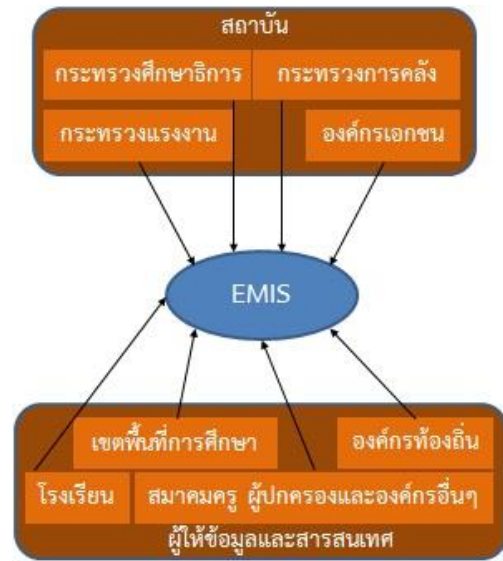 สถาบัน
กระทรวงศึกษาธิการ
กระทรวงการคลัง
กระทรวงแรงงาน
องค์กรเอกชน
EMIS
เขตพื้นที่การศึกษา
องค์กรท้องถิ่น
โรงเรียน
สมาคมครู ผู้ปกครองและองค์กรอื่นๆ
ผู้ให้ข้อมูลและสารสนเทศ